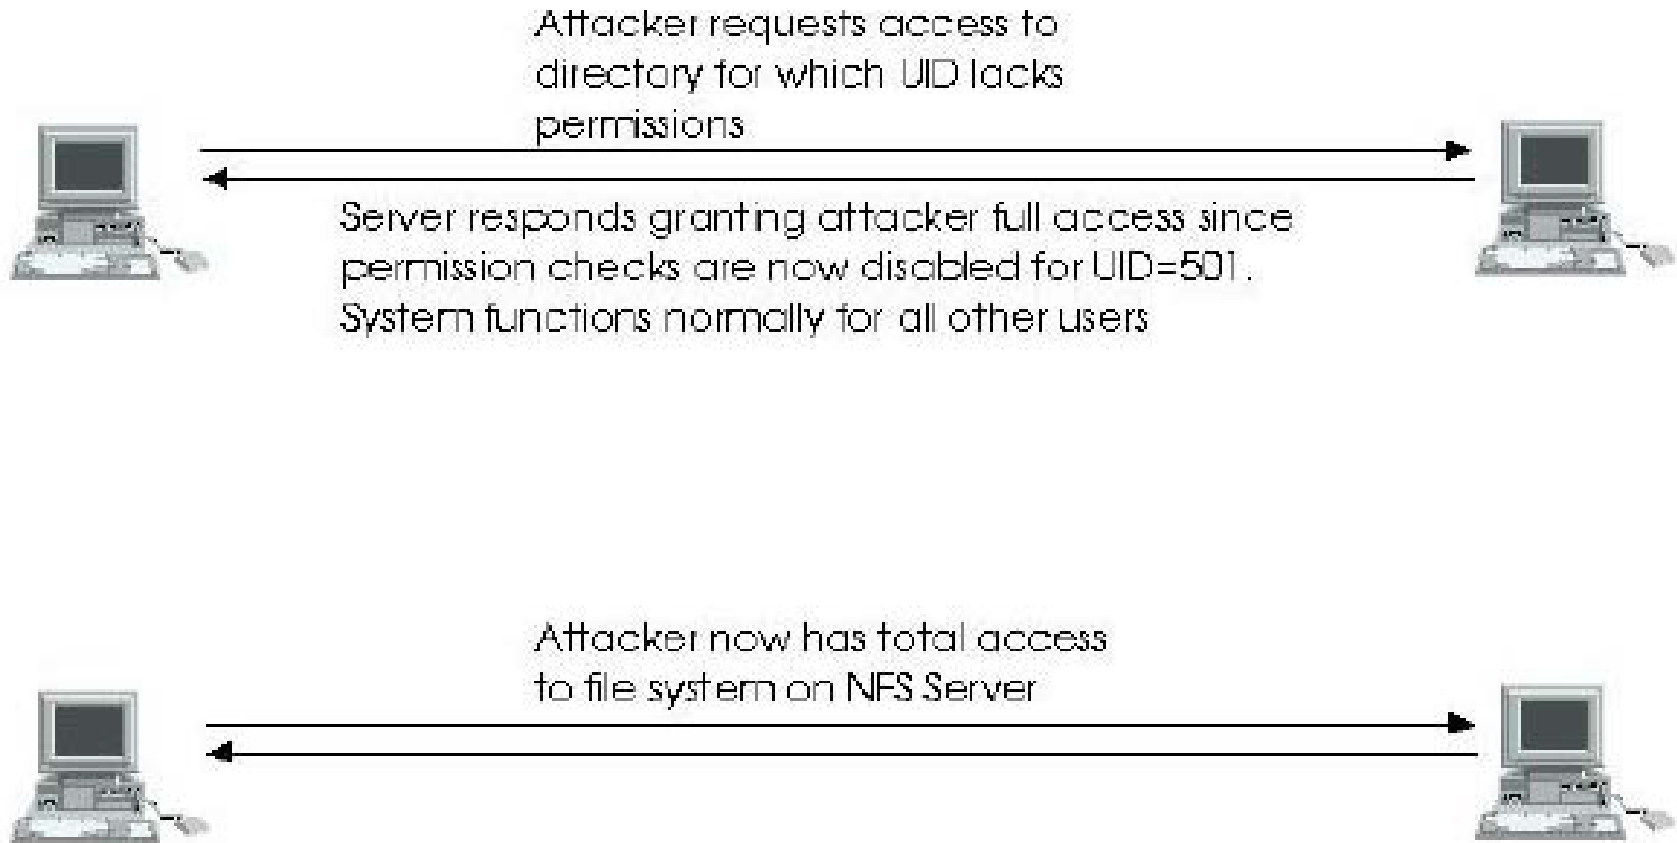 Attacker requests access to
directory for which UID lacks
permissions
Server responds granting attacker full access since
permission checks are now disabled for UID=501.
System functions normally for all other users
Attacker now has total access
to file system on NFS Server